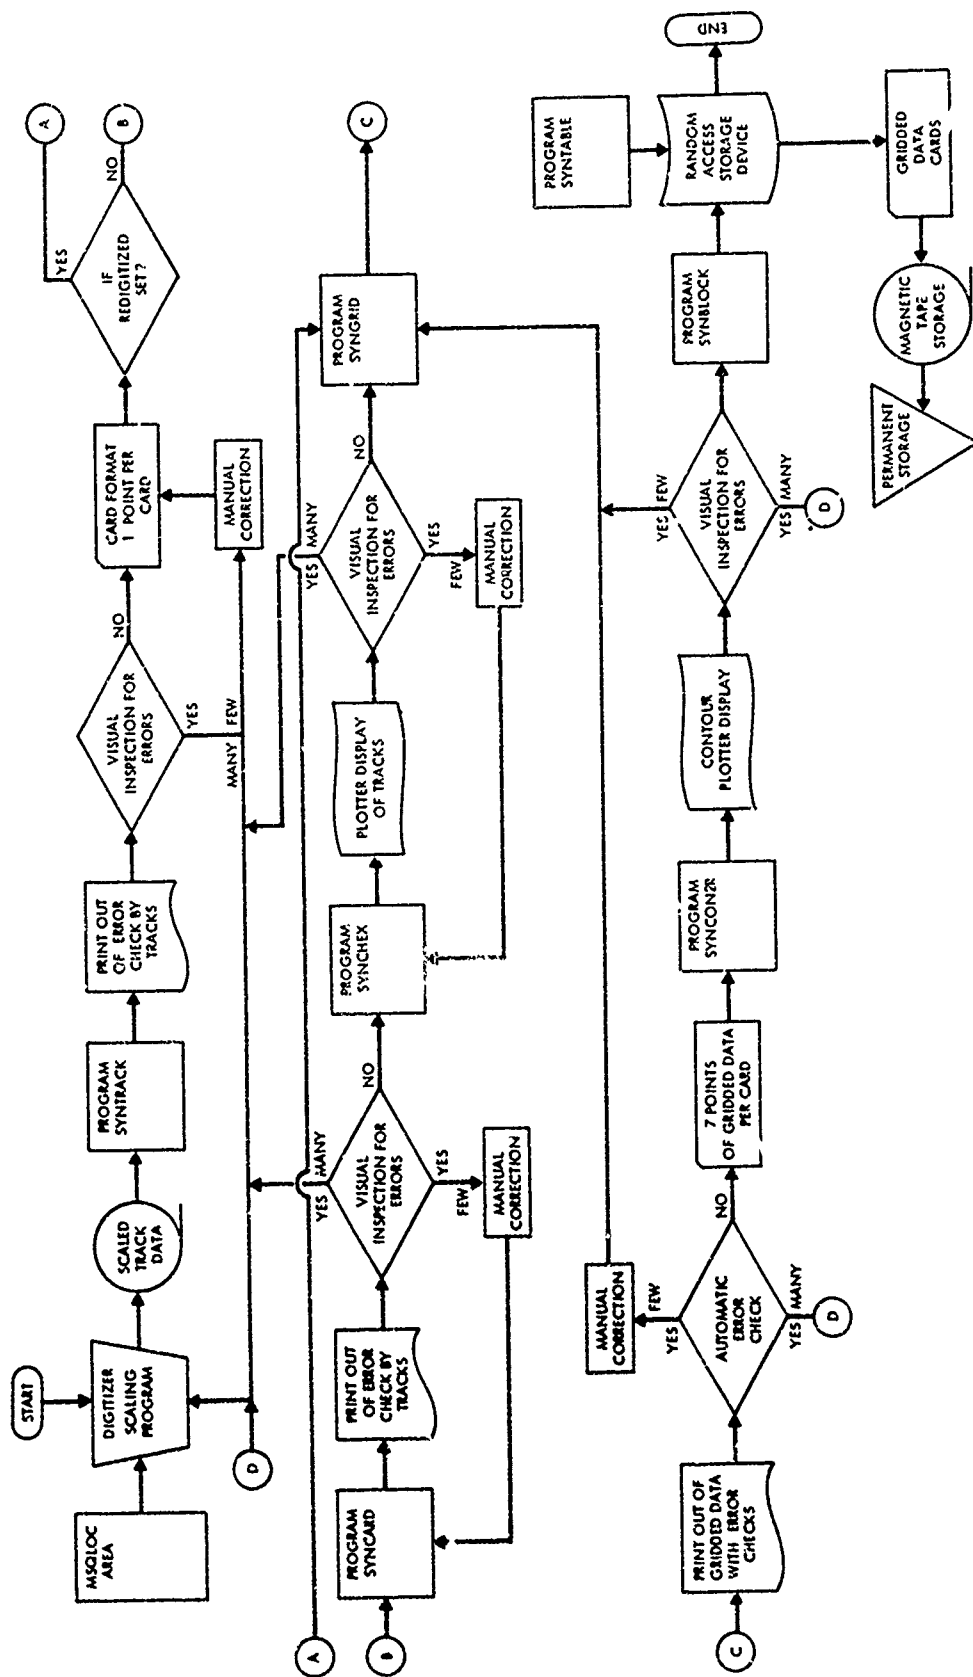 START
MSQLOC
AREA
DIGITIZER
SCALING
PROGRAM
SCALED
TRACK
DATA
PROGRAM
SYNTRACK
PRINT OUT
OF ERROR
CHECK BY
TRACKS
VISUAL
INSPECTION FOR
ERRORS
NO
YES
MANY
FEW
CARD FORMAT
1 POINT PER
CARD
MANUAL
CORRECTION
IF
REDIGITIZED
SET?
YES
NO
A
B
D
A
B
PROGRAM
SYNCARD
PRINT OUT
OF ERROR
CHECK BY
TRACKS
VISUAL
INSPECTION FOR
ERRORS
YES
MANY
NO
FEW
YES
MANUAL
CORRECTION
PROGRAM
SYNCHEX
PLOTTER DISPLAY
OF TRACKS
VISUAL
INSPECTION FOR
ERRORS
YES
MANY
NO
FEW
YES
MANUAL
CORRECTION
PROGRAM
SYNGRID
C
C
PRINT OUT OF
GRIDDED DATA
WITH ERROR
CHECKS
AUTOMATIC
ERROR
CHECK
YES
FEW
MANUAL
CORRECTION
NO
YES
MANY
D
7 POINTS
OF GRIDDED DATA
PER CARD
PROGRAM
SYNCON2R
CONTOUR
PLOTTER DISPLAY
VISUAL
INSPECTION FOR
ERRORS
YES
FEW
YES
MANY
D
PROGRAM
SYNBLOCK
PROGRAM
SYNTABLE
RANDOM
ACCESS
STORAGE
DEVICE
END
GRIDDED
DATA
CARDS
MAGNETIC
TAPE
STORAGE
PERMANENT
STORAGE